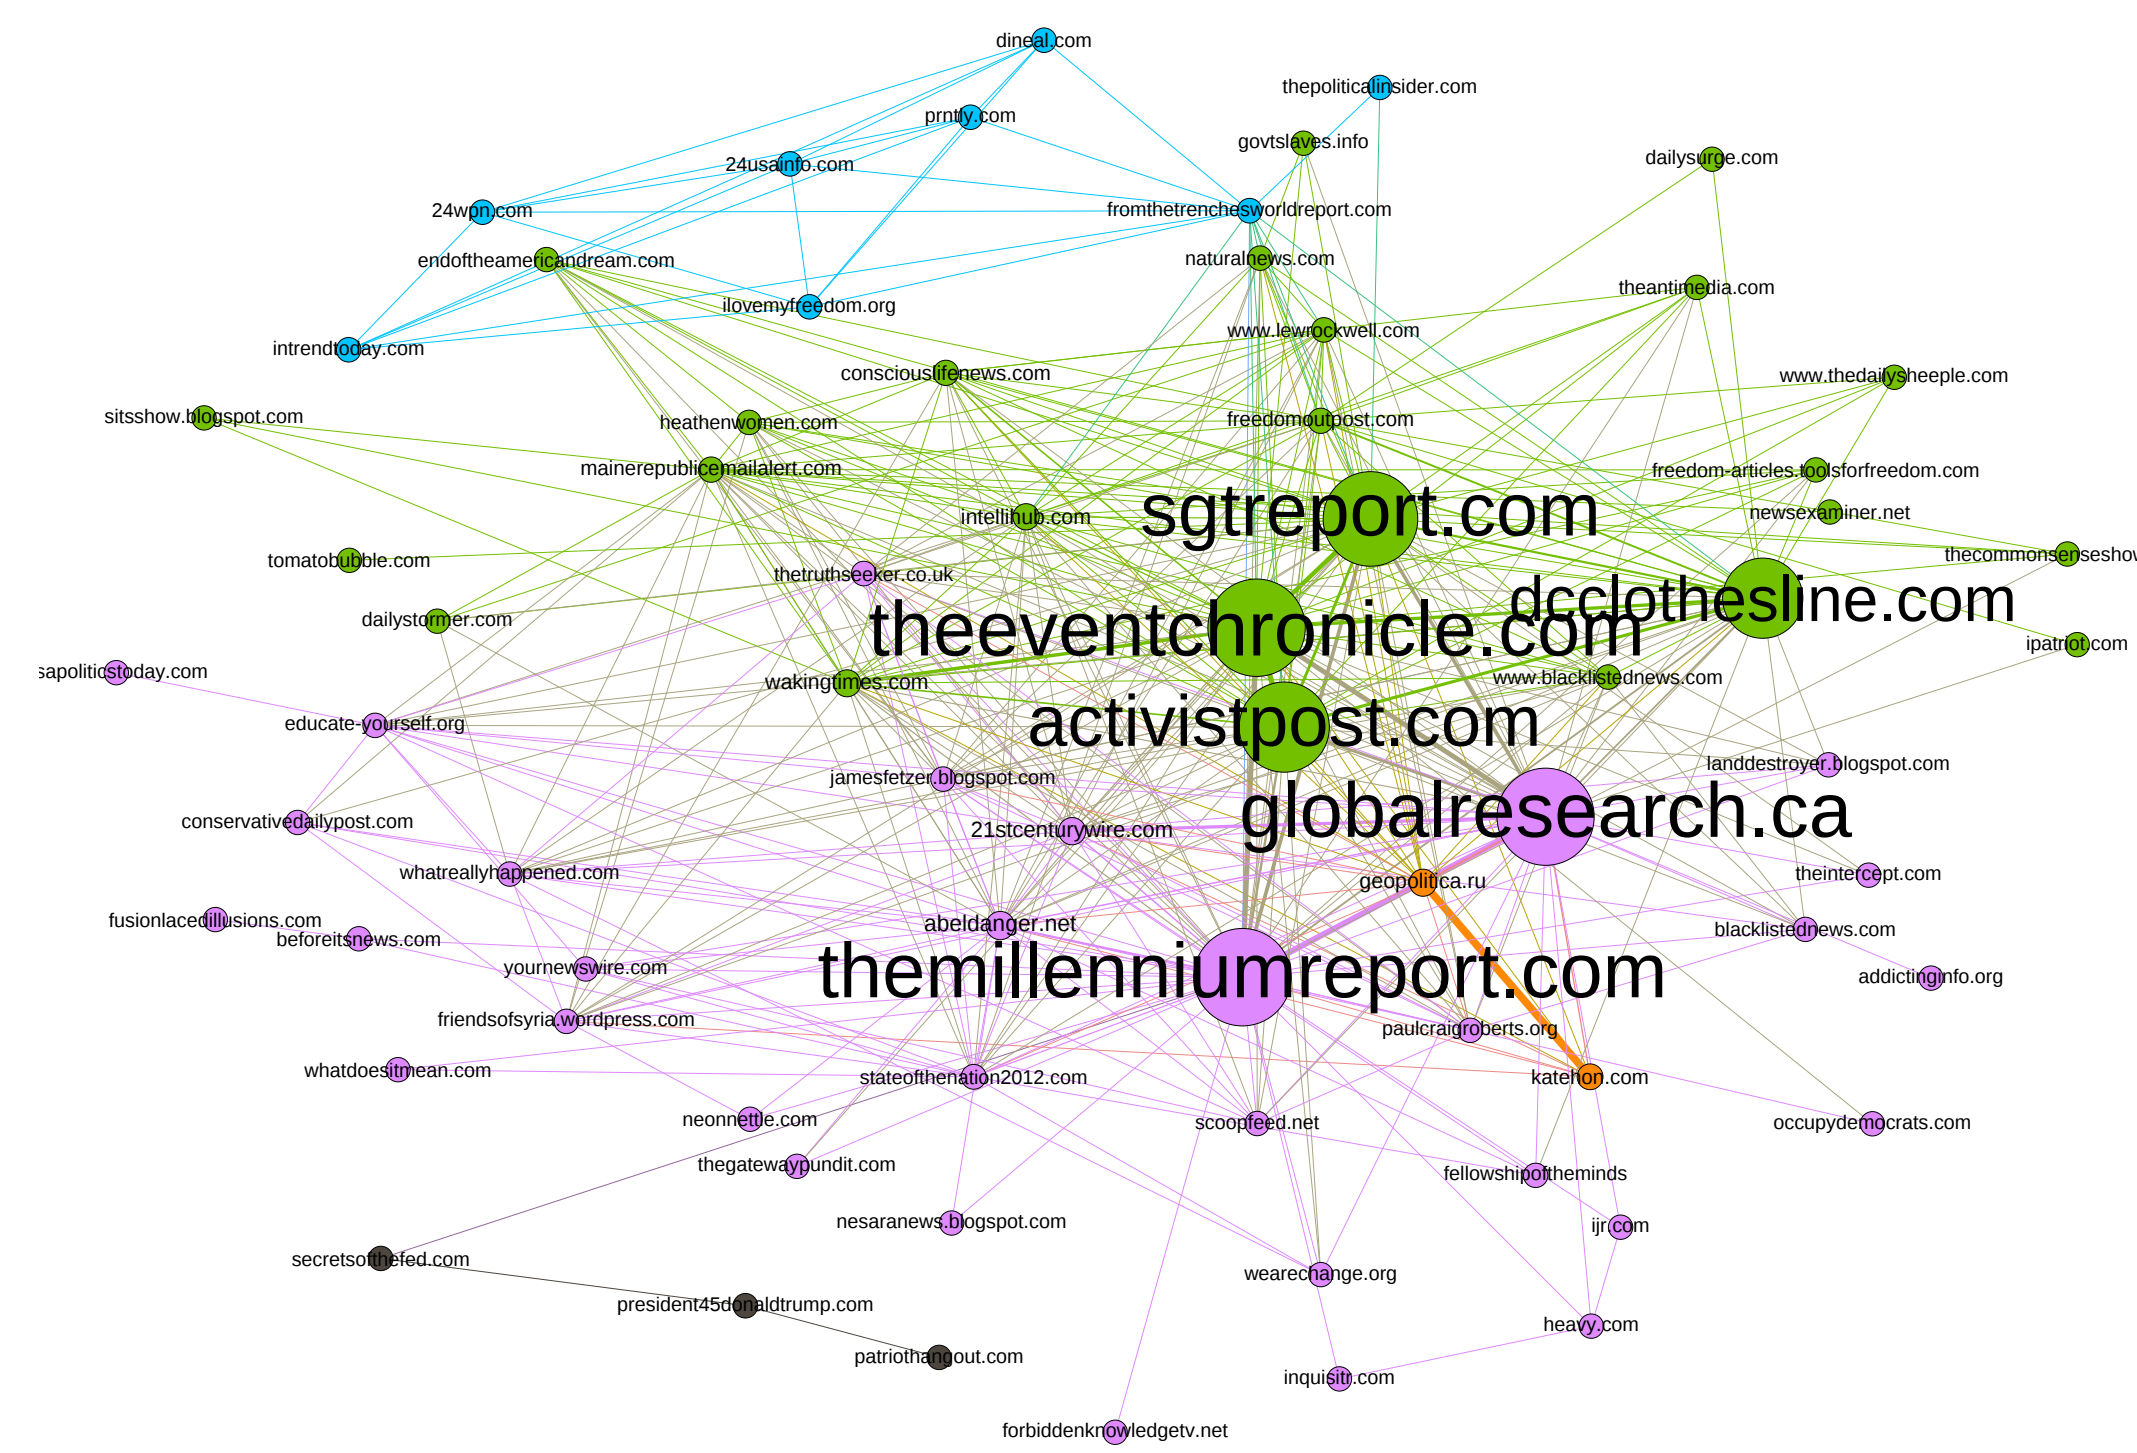 dineal.com
thepoliticalinsider.com
prntly.com
govtslaves.info
dailysurge.com
24usainfo.com
24wpn.com
fromthetrenchesworldreport.com
endoftheamericandream.com
naturalnews.com
theantimedia.com
ilovemyfreedom.org
www.lewrockwell.com
intrendtoday.com
consciouslifenews.com
www.thedailysheeple.com
sitsshow.blogspot.com
heathenwomen.com
freedomoutpost.com
mainerepublicemailalert.com
freedom-articles.toolsforfreedom.com
sgtreport.com
intellihub.com
newsexaminer.net
tomatobubble.com
thecommonsenseshow
thetruthseeker.co.uk
dcclothesline.com
dailystormer.com
theeventchronicle.com
ipatriot.com
sapoliticstoday.com
wakingtimes.com
www.blacklistednews.com
educate-yourself.org
activistpost.com
landdestroyer.blogspot.com
jamesfetzer.blogspot.com
globalresearch.ca
conservativedailypost.com
21stcenturywire.com
whatreallyhappened.com
theintercept.com
geopolitica.ru
fusionlacedillusions.com
abeldanger.net
blacklistednews.com
beforeitsnews.com
yournewswire.com
themillenniumreport.com
addictinginfo.org
friendsofsyria.wordpress.com
paulcraigroberts.org
whatdoesitmean.com
stateofthenation2012.com
katehon.com
neonnettle.com
scoopfeed.net
occupydemocrats.com
thegatewaypundit.com
fellowshipoftheminds
nesaranews.blogspot.com
ijr.com
secretsofthefed.com
wearechange.org
president45donaldtrump.com
heavy.com
patriothangout.com
inquisitr.com
forbiddenknowledgetv.net